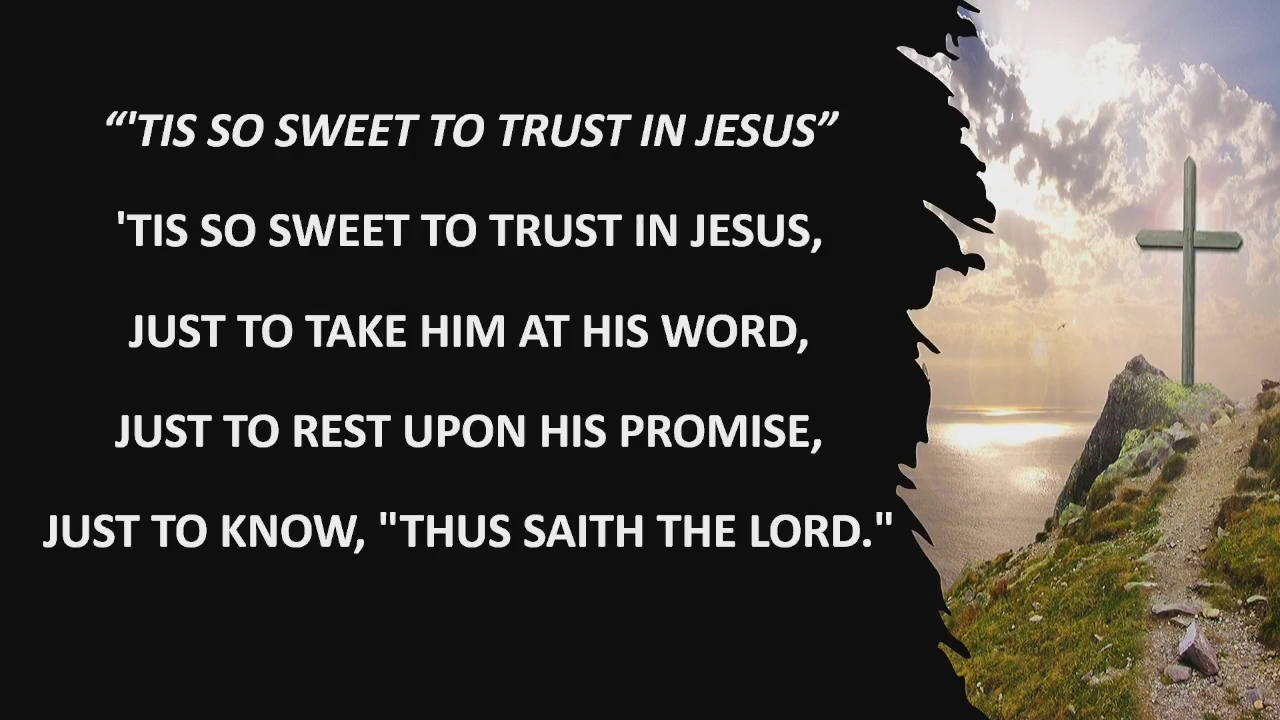 “'TIS SO SWEET TO TRUST IN JESUS”
'TIS SO SWEET TO TRUST IN JESUS,
JUST TO TAKE HIM AT HIS WORD,
JUST TO REST UPON HIS PROMISE,
JUST TO KNOW, "THUS SAITH THE LORD."